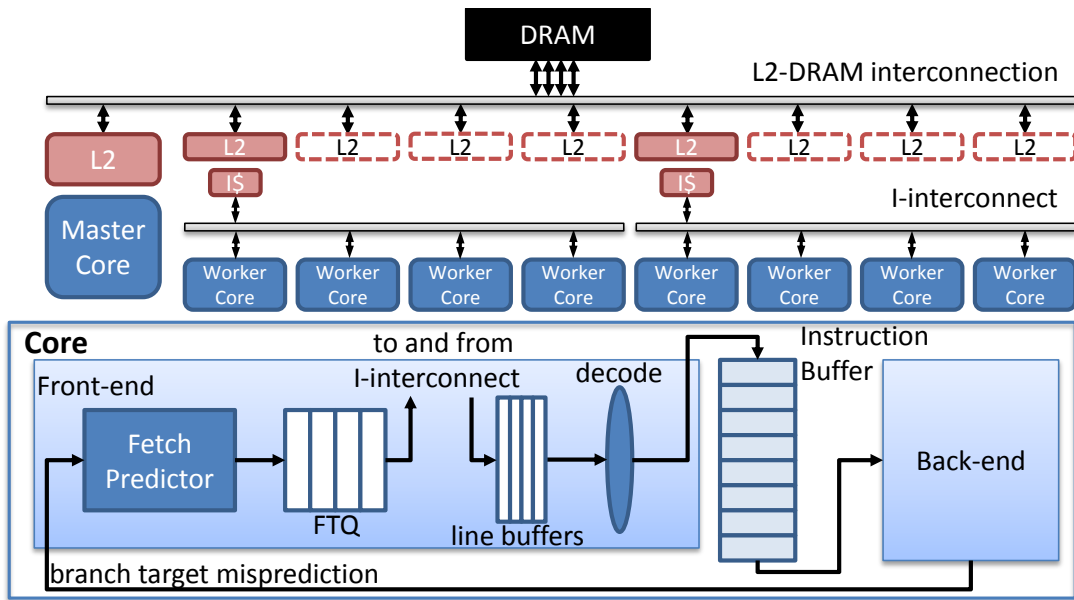 DRAM
L2-DRAM interconnection
L2
L2
L2
L2
L2
L2
L2
L2
L2
I$
I$
I-interconnect
Master
Core
Worker
Core
Worker
Core
Worker
Core
Worker
Core
Worker
Core
Worker
Core
Worker
Core
Worker
Core
Core
Front-end
to and from
I-interconnect
decode
Instruction
Buffer
Fetch
Predictor
FTQ
line buffers
Back-end
branch target misprediction